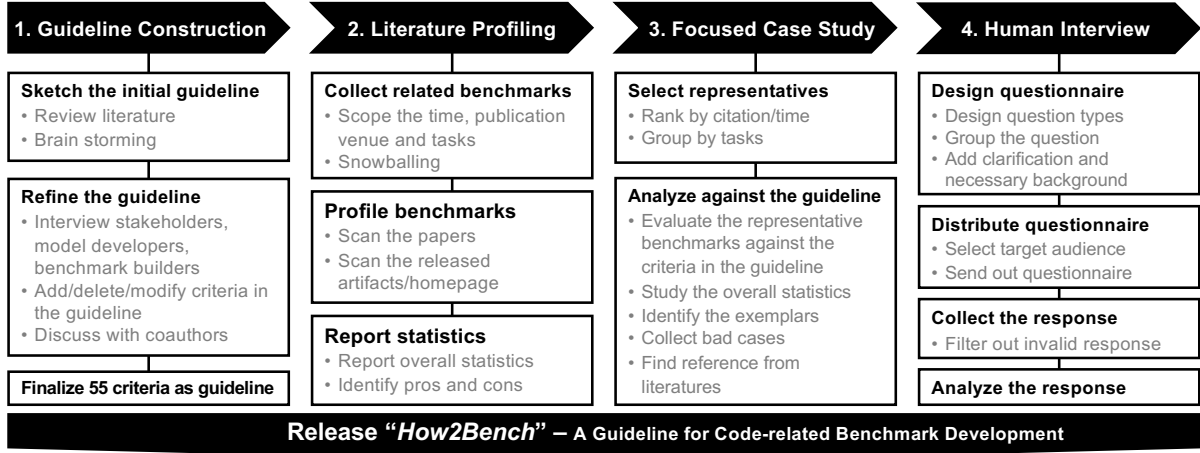 1. Guideline Construction
Sketch the initial guideline
• Review literature
• Brain storming
Refine the guideline
• Interview stakeholders,
model developers,
benchmark builders
• Add/delete/modify criteria in
the guideline
• Discuss with coauthors
Finalize 55 criteria as guideline
2. Literature Profiling
Collect related benchmarks
• Scope the time, publication
venue and tasks
• Snowballing
Profile benchmarks
• Scan the papers
• Scan the released
artifacts/homepage
Report statistics
• Report overall statistics
• Identify pros and cons
3. Focused Case Study
Select representatives
• Rank by citation/time
• Group by tasks
Analyze against the guideline
• Evaluate the representative
benchmarks against the
criteria in the guideline
• Study the overall statistics
• Identify the exemplars
• Collect bad cases
• Find reference from
literatures
4. Human Interview
Design questionnaire
• Design question types
• Group the question
• Add clarification and
necessary background
Distribute questionnaire
• Select target audience
• Send out questionnaire
Collect the response
• Filter out invalid response
Analyze the response
Release “How2Bench” – A Guideline for Code-related Benchmark Development